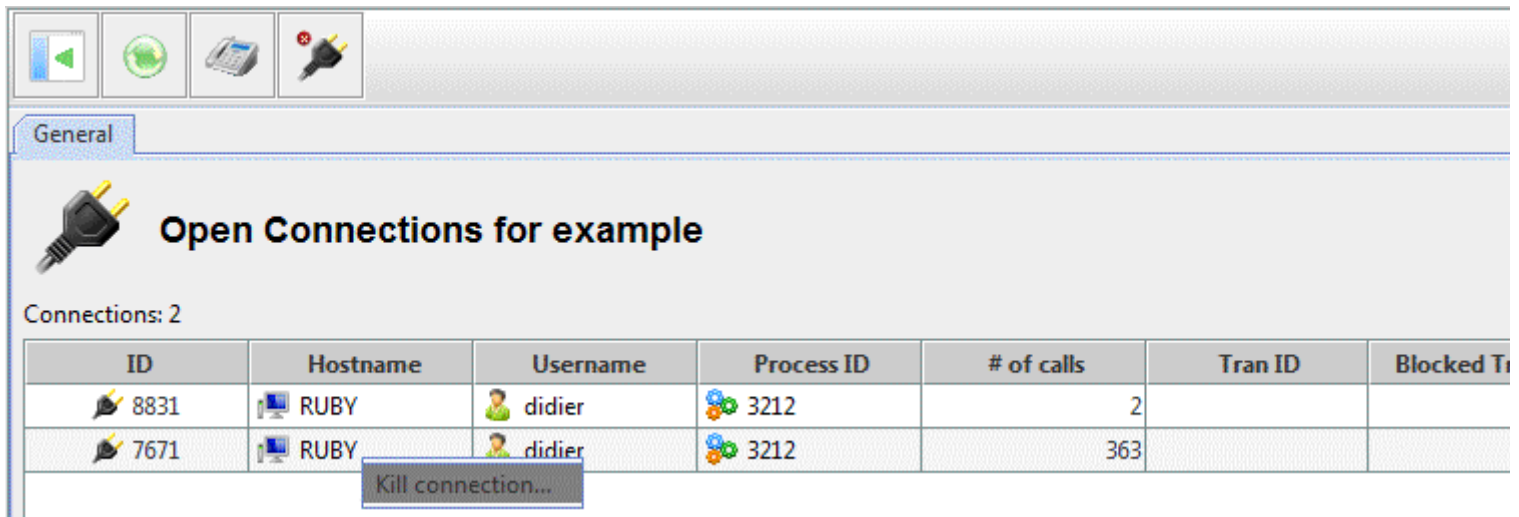 General
Open Connections for example
Connections: 2
ID Hostname Username Process ID # of calls Tran ID Blocked
8831 RUBY didier 3212 2
7671 RUBY didier 3212 363
Kill connection...